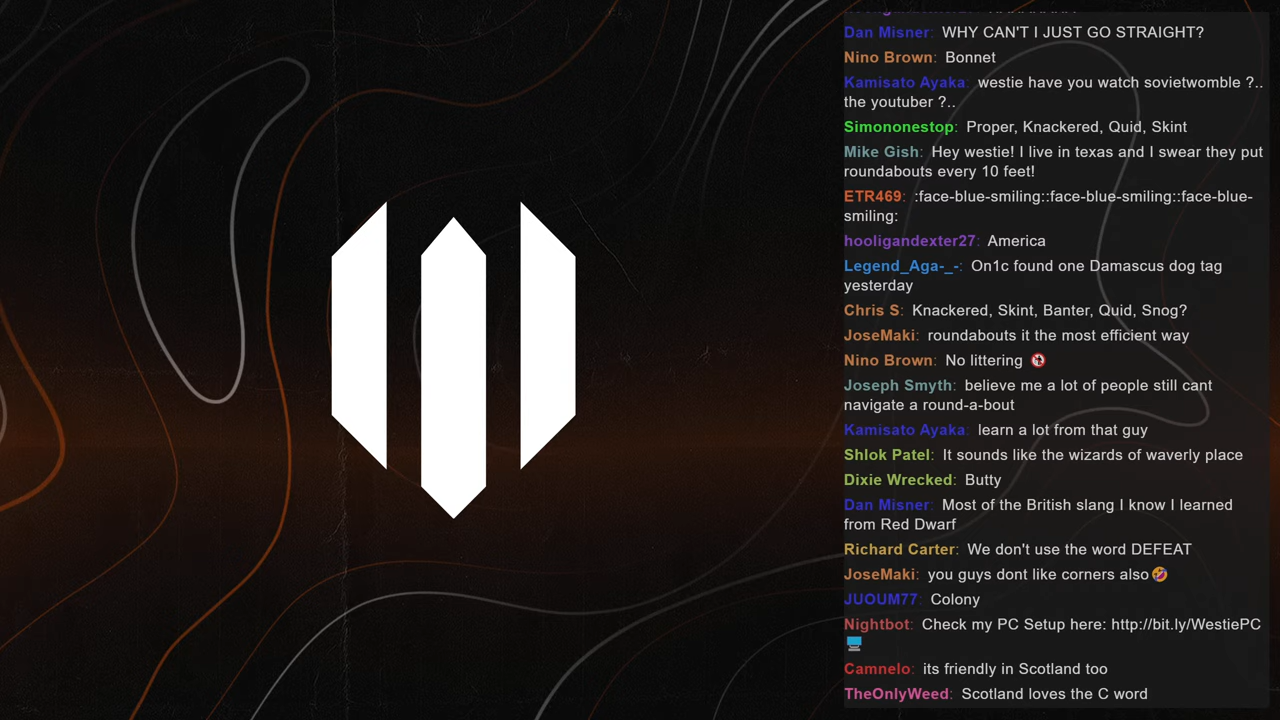 Dan Misner: WHY CAN'T I JUST GO STRAIGHT?
Nino Brown: Bonnet
Kamisato Ayaka: westie have you watch sovietwomble ?..
the youtuber ?..
Simononestop: Proper, Knackered, Quid, Skint
Mike Gish: Hey westie! I live in texas and I swear they put
roundabouts every 10 feet!
ETR469: :face-blue-smiling::face-blue-smiling::face-blue-
smiling:
hooligandexter27: America
Legend_Aga-_-: On1c found one Damascus dog tag
yesterday
Chris S: Knackered, Skint, Banter, Quid, Snog?
JoseMaki: roundabouts it the most efficient way
Nino Brown: No littering 🚯
Joseph Smyth: believe me a lot of people still cant
navigate a round-a-bout
Kamisato Ayaka: learn a lot from that guy
Shlok Patel: It sounds like the wizards of waverly place
Dixie Wrecked: Butty
Dan Misner: Most of the British slang I know I learned
from Red Dwarf
Richard Carter: We don't use the word DEFEAT
JoseMaki: you guys dont like corners also🤣
JUOUM77: Colony
Nightbot: Check my PC Setup here: http://bit.ly/WestiePC
🖥
Camnelo: its friendly in Scotland too
TheOnlyWeed: Scotland loves the C word